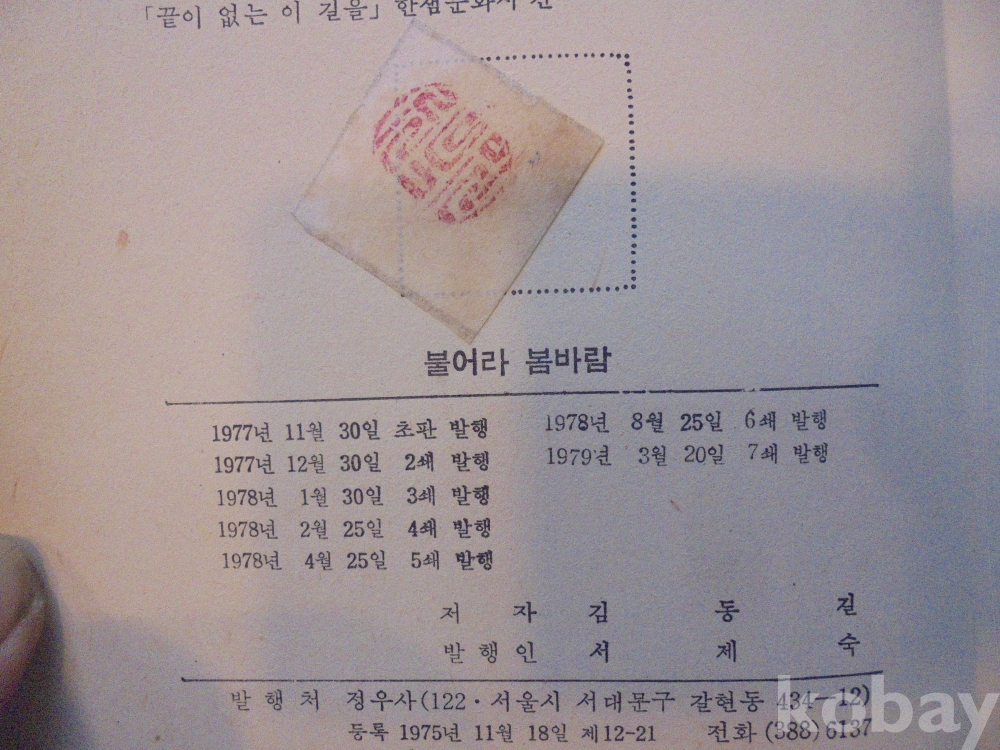 「끝이 없는 이 길을」 한샘문화사 간
불어라 봄바람
1977년 11월 30일 초판 발행
1977년 12월 30일 2쇄 발행
1978년 1월 30일 3쇄 발행
1978년 2월 25일 4쇄 발행
1978년 4월 25일 5쇄 발행
1978년 8월 25일 6쇄 발행
1979년 3월 20일 7쇄 발행
저 자 김 동 길
발행인 서 제 숙
발 행 처 정우사(122·서울시 서대문구 갈현동 434—12)
등록 1975년 11월 18일 제12-21 전화 (388) 6137
kobay